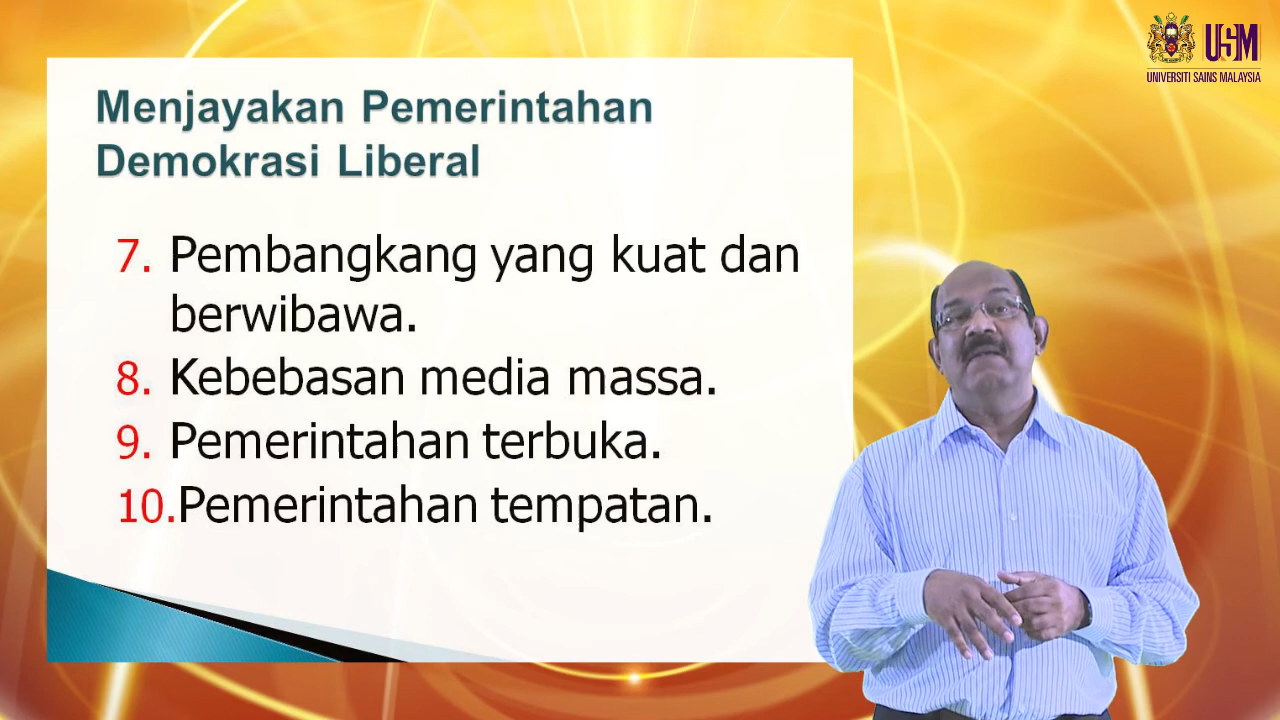 USM
UNIVERSITI SAINS MALAYSIA
Menjayakan Pemerintahan
Demokrasi Liberal
7. Pembangkang yang kuat dan
berwibawa.
8. Kebebasan media massa.
9. Pemerintahan terbuka.
10.Pemerintahan tempatan.